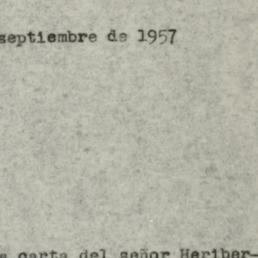 septiembre de 1957
carta del señor Heriber-